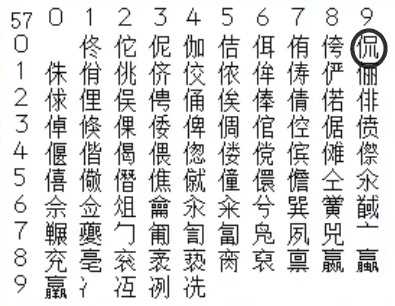 57 0 1 2 3 4 5 6 7 8 9
0 佟 佗 伲 伽 佶 佴 侑 侉 侃
1 侏 佾 佻 侪 佼 侬 侔 俦 俨 俪
2 俅 俚 俣 俜 俑 俟 俸 倩 偌 俳
3 倬 倏 倮 倭 俾 倜 倌 倥 倨 偾
4 偃 偕 偈 偎 偬 偻 傥 傧 傩 傺
5 僖 儆 僭 僬 僦 僮 儇 儋 仝 氽
6 佘 佥 俎 龠 汆 籴 兮 巽 黉 馘
7 冁 夔 勹 匍 訇 匐 凫 夙 兕 亠
8 兖 亳 衮 袤 亵 脔 裒 禀 嬴 蠃
9 羸 冫 冱 冽 冼